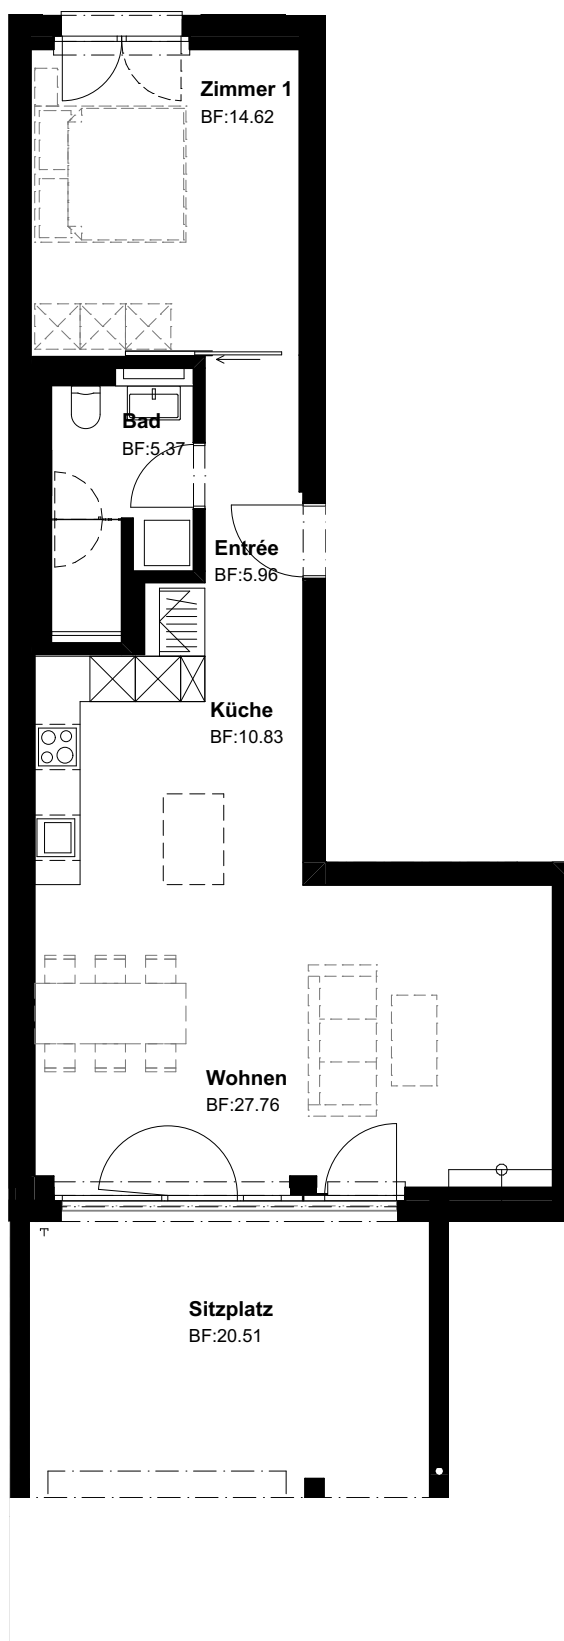 Zimmer 1
BF:14.62
Bad
BF:5.37
Entrée
BF:5.96
Küche
BF:10.83
Wohnen
BF:27.76
T
Sitzplatz
BF:20.51